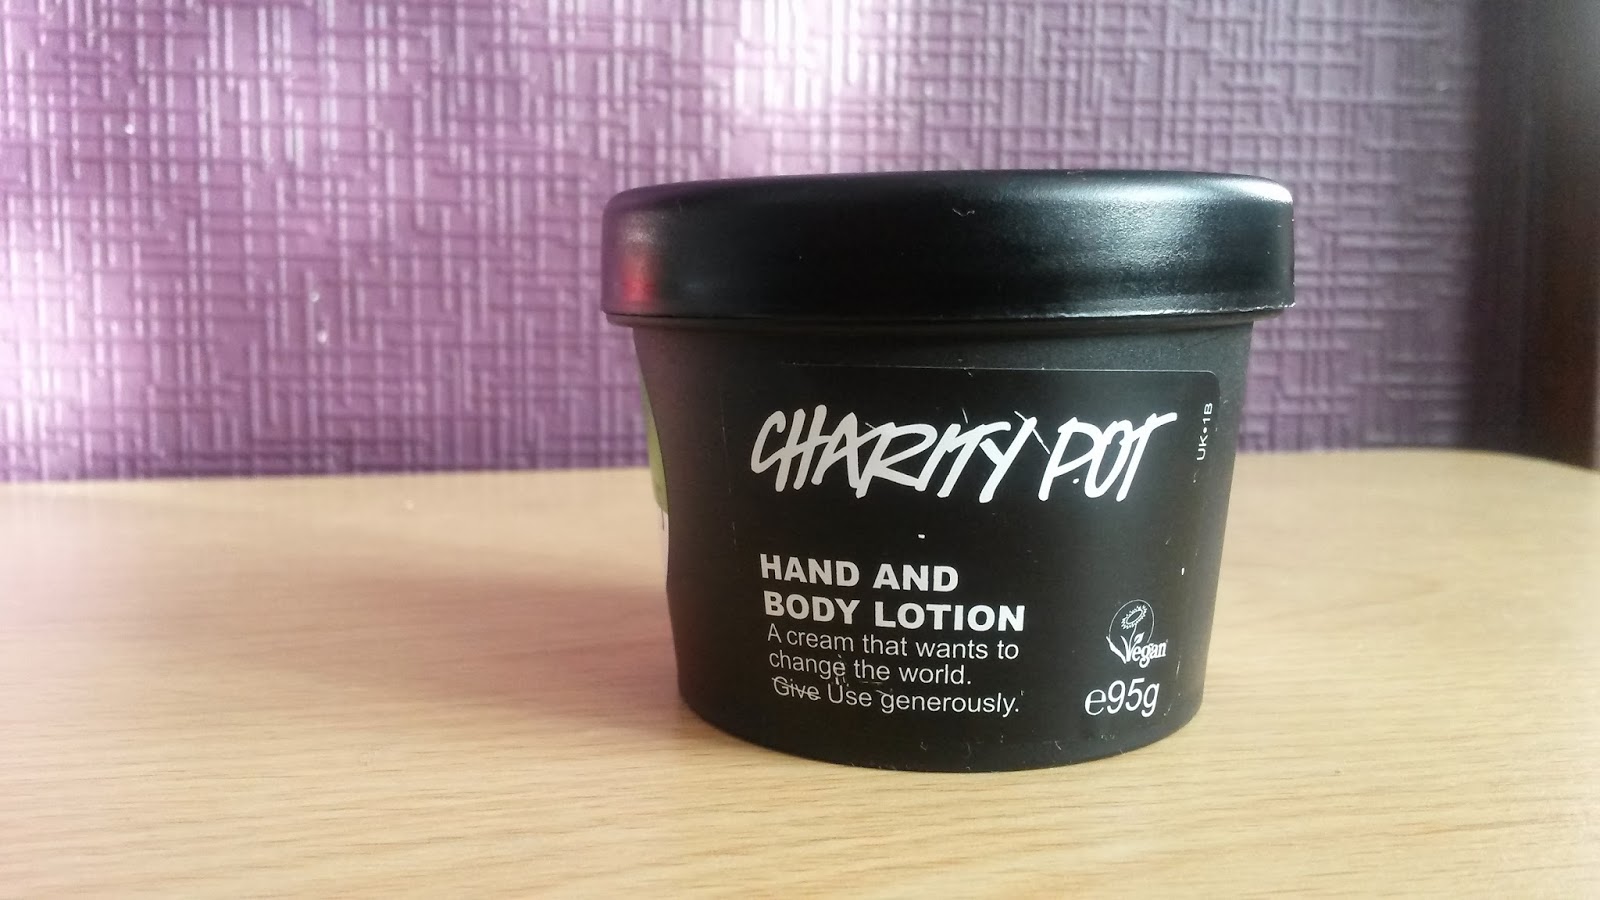 CHARITY POT
UK•1B
HAND AND
BODY LOTION
A cream that wants to
change the world.
Give Use generously.
Vegan
e95g